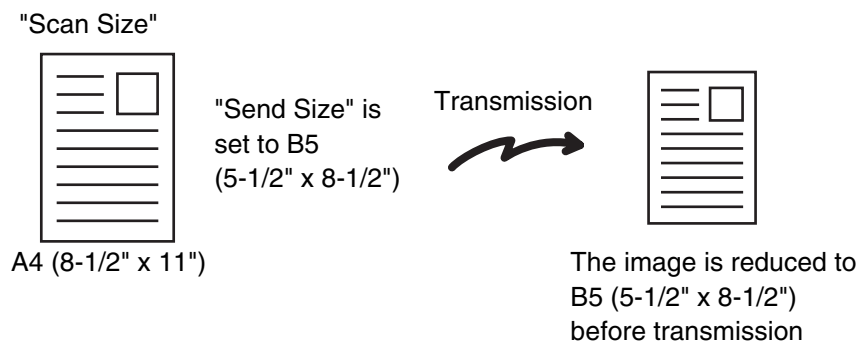 "Scan Size"
"Send Size" is
set to B5
(5-1/2" x 8-1/2")
Transmission
A4 (8-1/2" x 11")
The image is reduced to
B5 (5-1/2" x 8-1/2")
before transmission